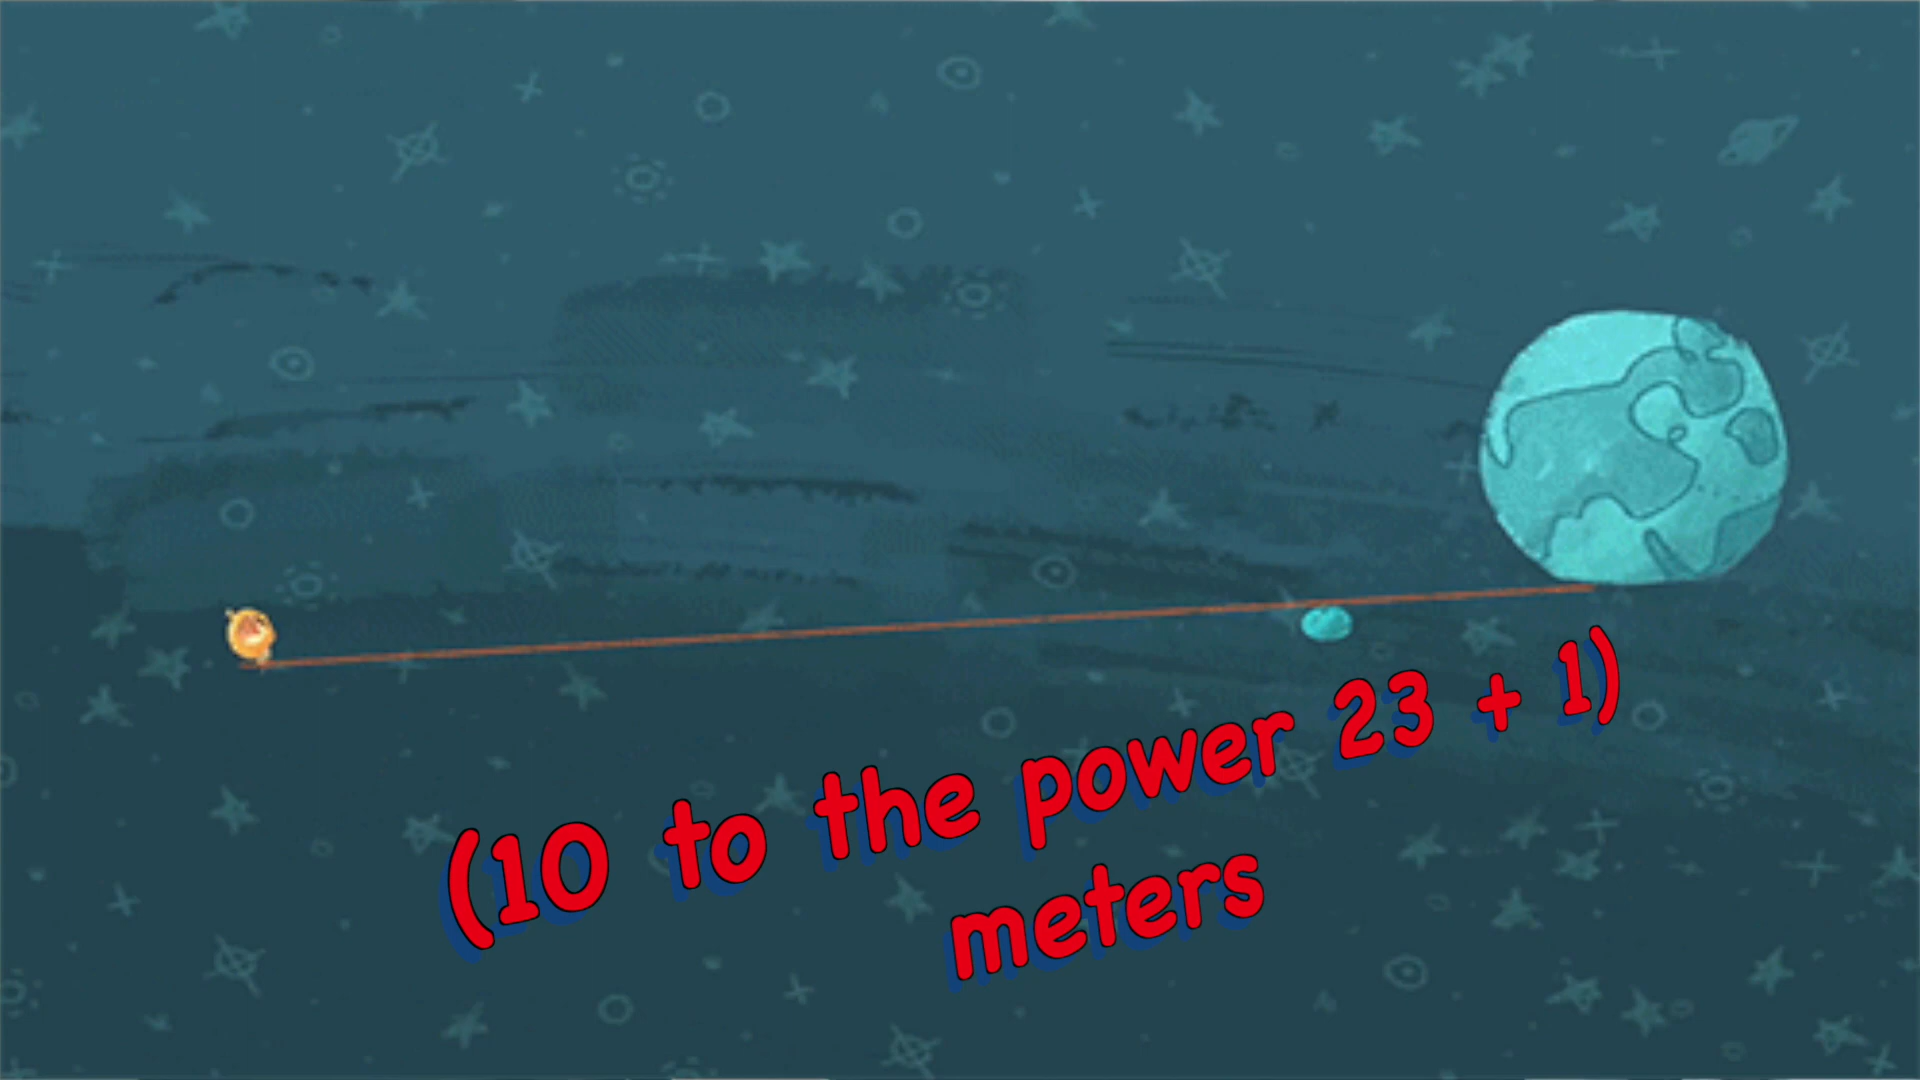 (10 to the power 23 + 1)
meters